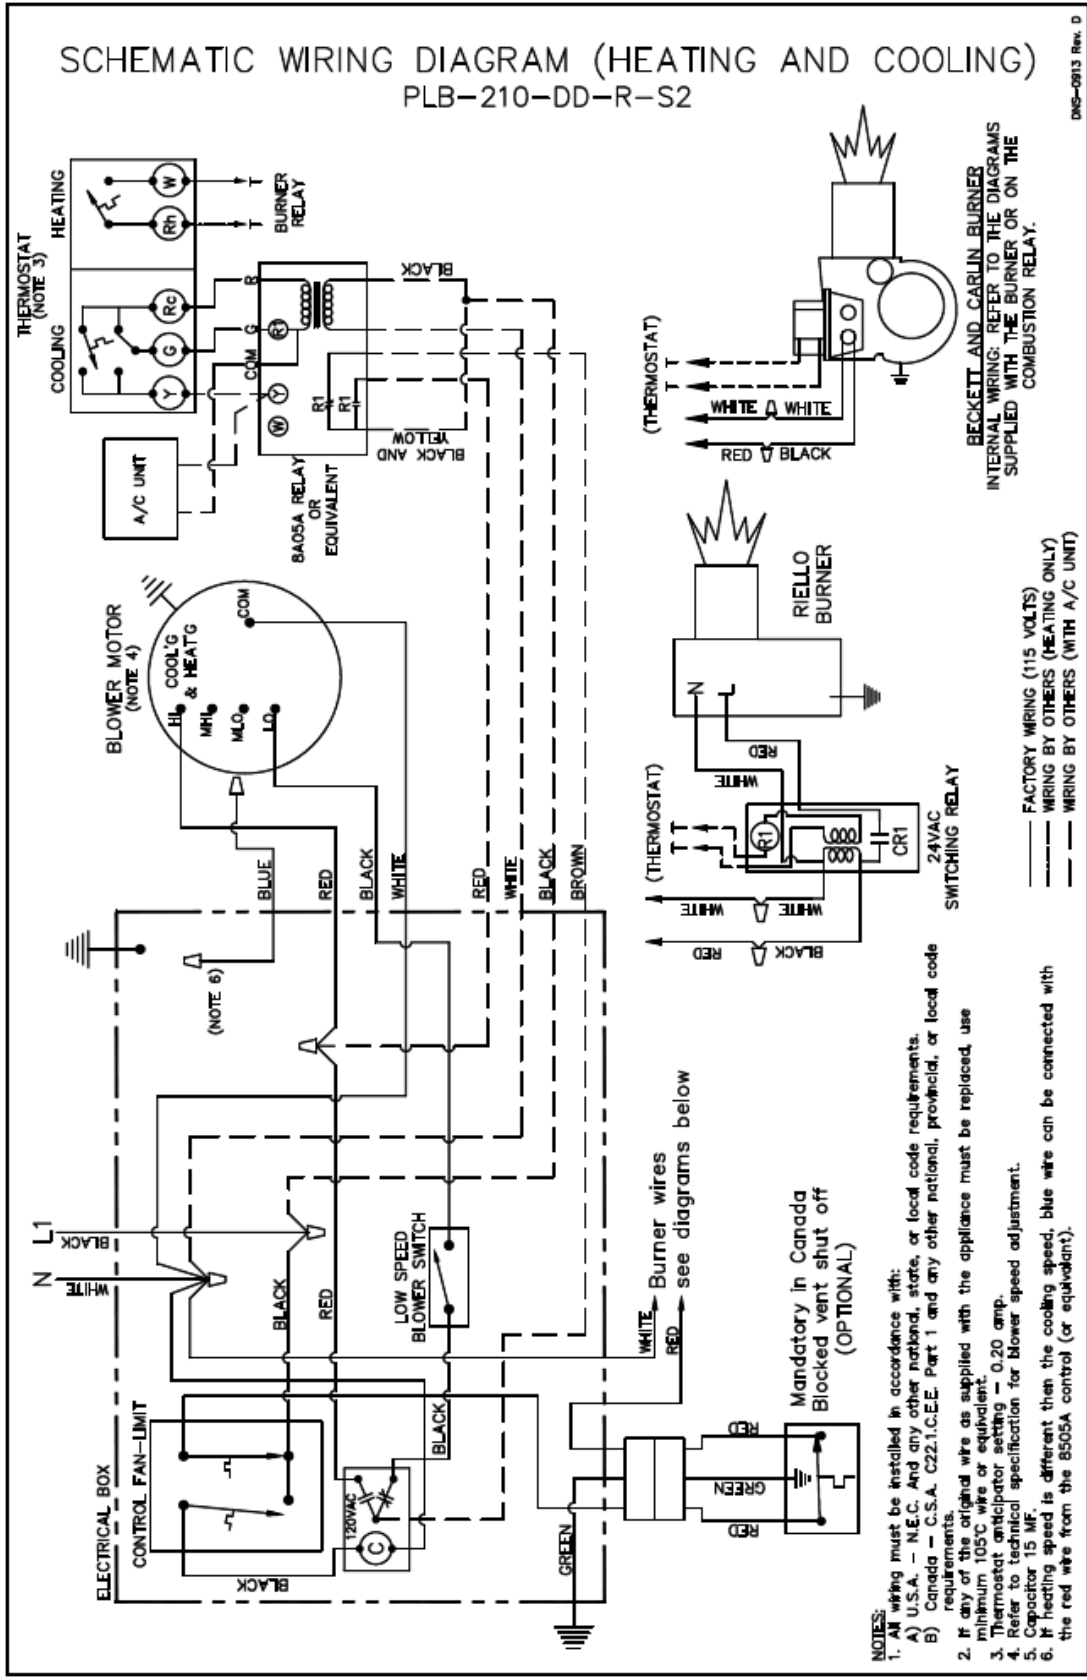 SCHEMATIC WIRING DIAGRAM (HEATING AND COOLING)
PLB-210-DD-R-S2
DNS-0913 Rev. D
THERMOSTAT
(NOTE 3)
COOLING
HEATING
Y
G
Rc
Rh
W
BURNER
RELAY
T
T
A/C UNIT
COM
G
R
W
Y
R1
R1
R1
BLACK
BLACK AND
YELLOW
8A05A RELAY
OR
EQUIVALENT
BLOWER MOTOR
(NOTE 4)
COOL'G
& HEAT'G
HI
MHI
MLO
LO
COM
BLUE
RED
BLACK
WHITE
RED
WHITE
BLACK
BROWN
(NOTE 6)
N
L1
WHITE
BLACK
ELECTRICAL BOX
CONTROL FAN-LIMIT
BLACK
RED
BLACK
120VAC
C
LOW SPEED
BLOWER SWITCH
BLACK
WHITE
RED
Burner wires
see diagrams below
GREEN
RED
GREEN
RED
Mandatory in Canada
Blocked vent shut off
(OPTIONAL)
(THERMOSTAT)
T
T
WHITE
WHITE
RED
BLACK
BECKETT AND CARLIN BURNER
INTERNAL WIRING: REFER TO THE DIAGRAMS
SUPPLIED WITH THE BURNER OR ON THE
COMBUSTION RELAY.
RIELLO
BURNER
N
L
RED
WHITE
(THERMOSTAT)
T
T
R1
CR1
24VAC
SWITCHING RELAY
WHITE
WHITE
RED
BLACK
FACTORY WIRING (115 VOLTS)
WIRING BY OTHERS (HEATING ONLY)
WIRING BY OTHERS (WITH A/C UNIT)
NOTES:
1. All wiring must be installed in accordance with:
A) U.S.A. - N.E.C. And any other national, state, or local code requirements.
B) Canada - C.S.A. C22.1.C.E.E. Part 1 and any other national, provincial, or local code
requirements.
2. If any of the original wire as supplied with the appliance must be replaced, use
minimum 105°C wire or equivalent.
3. Thermostat anticipator setting - 0.20 amp.
4. Refer to technical specification for blower speed adjustment.
5. Capacitor 15 MF.
6. If heating speed is different then the cooling speed, blue wire can be connected with
the red wire from the 8505A control (or equivalant).